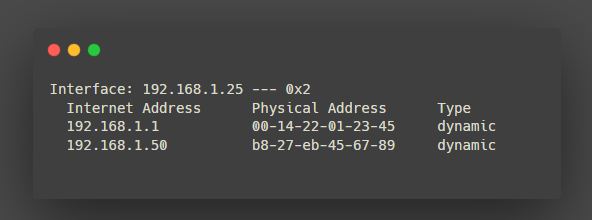 Interface: 192.168.1.25 --- 0x2
Internet Address Physical Address Type
192.168.1.1 00-14-22-01-23-45 dynamic
192.168.1.50 b8-27-eb-45-67-89 dynamic